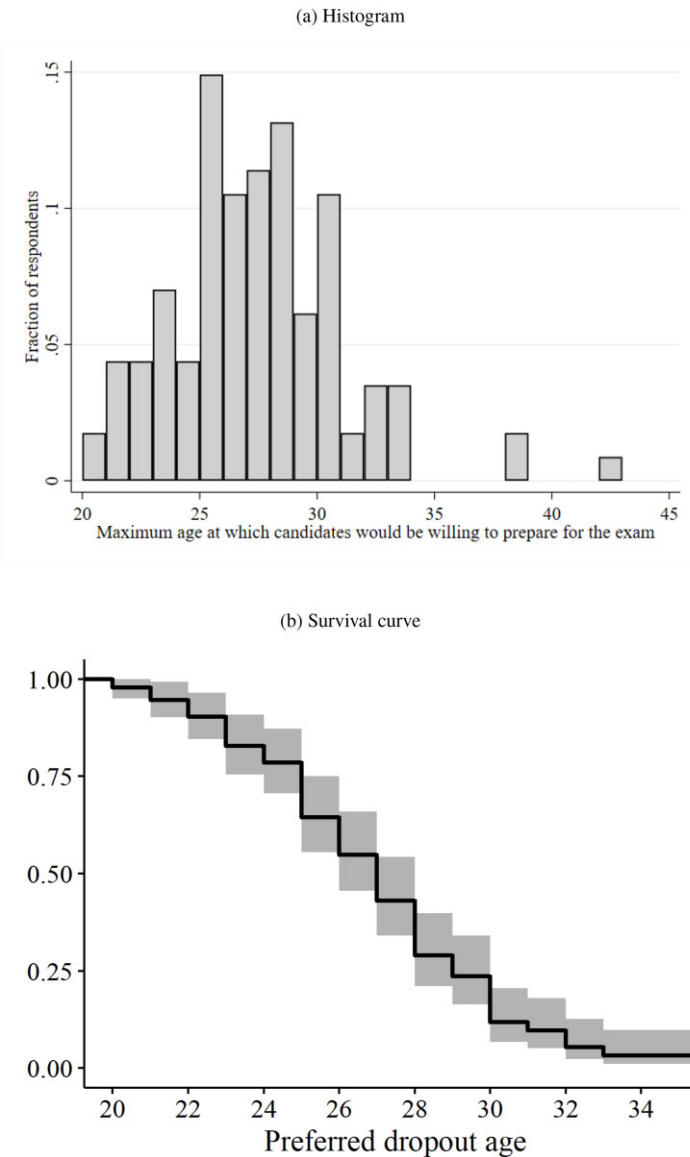 (a) Histogram
Fraction of respondents
.15
.1
.05
0
20 25 30 35 40 45
Maximum age at which candidates would be willing to prepare for the exam
(b) Survival curve
1.00
0.75
0.50
0.25
0.00
20 22 24 26 28 30 32 34
Preferred dropout age